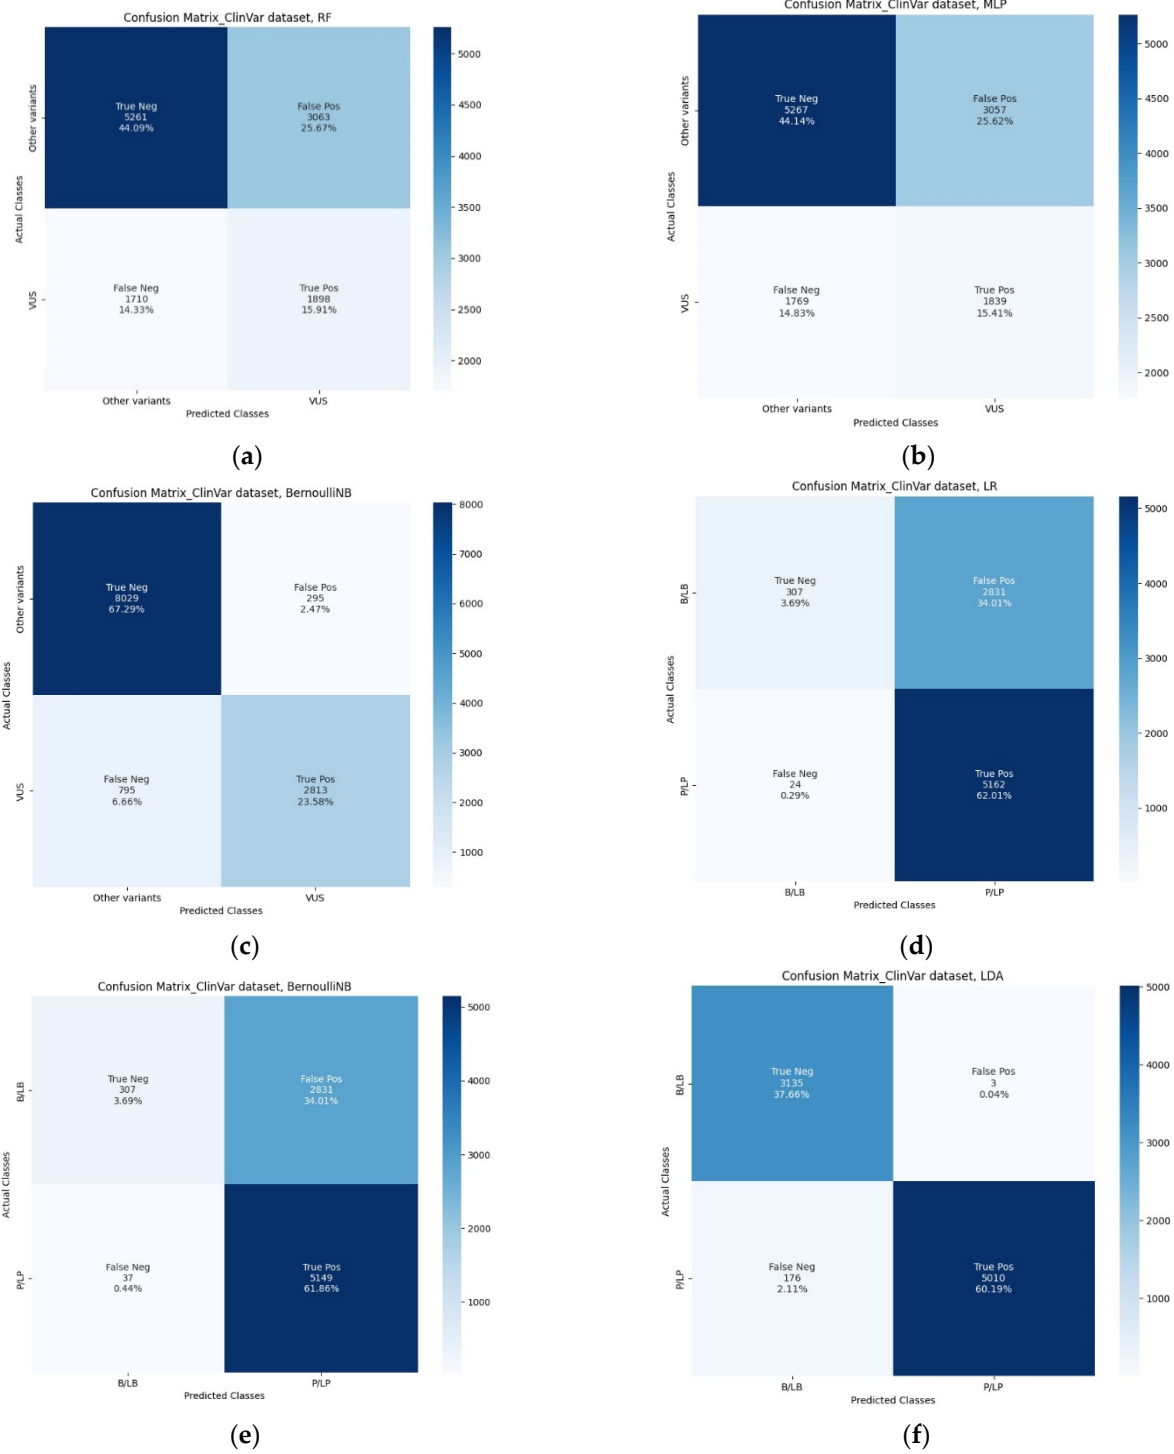 Confusion Matrix_ClinVar dataset, RF
Other variants
VUS
Actual Classes
True Neg
5261
44.09%
False Pos
3063
25.67%
False Neg
1710
14.33%
True Pos
1898
15.91%
5000
4500
4000
3500
3000
2500
2000
Other variants
VUS
Predicted Classes
(a)
Confusion Matrix_ClinVar dataset, MLP
Other variants
VUS
Actual Classes
True Neg
5267
44.14%
False Pos
3057
25.62%
False Neg
1769
14.83%
True Pos
1839
15.41%
5000
4500
4000
3500
3000
2500
2000
Other variants
VUS
Predicted Classes
(b)
Confusion Matrix_ClinVar dataset, BernoulliNB
Other variants
VUS
Actual Classes
True Neg
8029
67.29%
False Pos
295
2.47%
False Neg
795
6.66%
True Pos
2813
23.58%
8000
7000
6000
5000
4000
3000
2000
1000
Other variants
VUS
Predicted Classes
(c)
Confusion Matrix_ClinVar dataset, LR
B/LB
P/LP
Actual Classes
True Neg
307
3.69%
False Pos
2831
34.01%
False Neg
24
0.29%
True Pos
5162
62.01%
5000
4000
3000
2000
1000
B/LB
P/LP
Predicted Classes
(d)
Confusion Matrix_ClinVar dataset, BernoulliNB
B/LB
P/LP
Actual Classes
True Neg
307
3.69%
False Pos
2831
34.01%
False Neg
37
0.44%
True Pos
5149
61.86%
5000
4000
3000
2000
1000
B/LB
P/LP
Predicted Classes
(e)
Confusion Matrix_ClinVar dataset, LDA
B/LB
P/LP
Actual Classes
True Neg
3135
37.66%
False Pos
3
0.04%
False Neg
176
2.11%
True Pos
5010
60.19%
5000
4000
3000
2000
1000
B/LB
P/LP
Predicted Classes
(f)